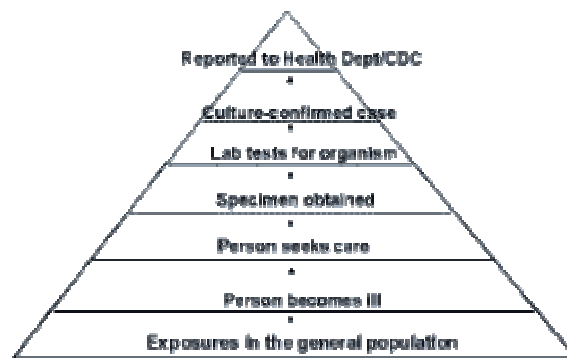 Reported to Health Dept/CDC
Culture-confirmed case
Lab tests for organism
Specimen obtained
Person seeks care
Person becomes ill
Exposures in the general population